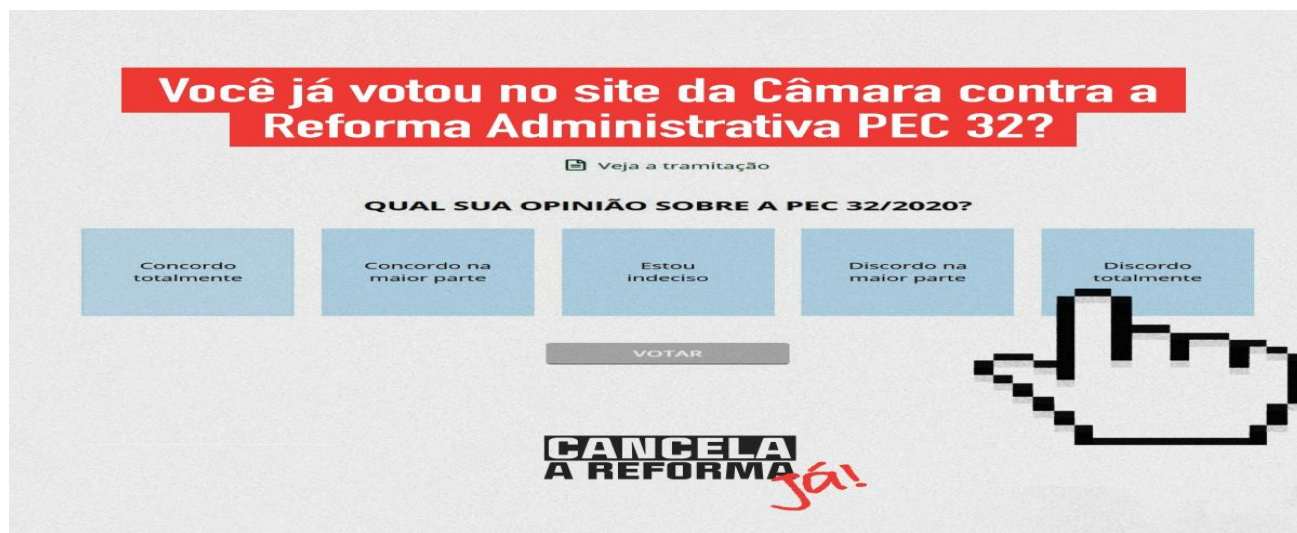 Você já votou no site da Câmara contra a
Reforma Administrativa PEC 32?
Veja a tramitação
QUAL SUA OPINIÃO SOBRE A PEC 32/2020?
Concordo
totalmente
Concordo na
maior parte
Estou
indeciso
Discordo na
maior parte
Discordo
totalmente
VOTAR
CANCELA
A REFORMA
Já!